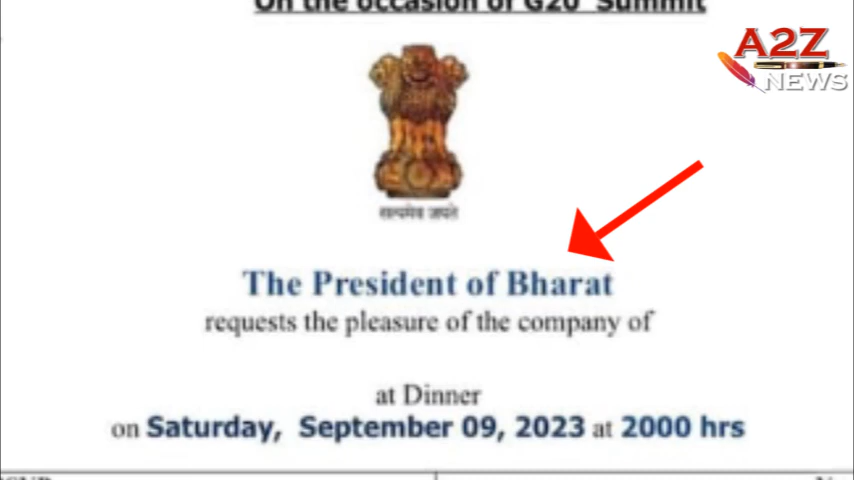 On the occasion of G20 Summit
A2Z
NEWS
सत्यमेव जयते
The President of Bharat
requests the pleasure of the company of
at Dinner
on Saturday, September 09, 2023 at 2000 hrs